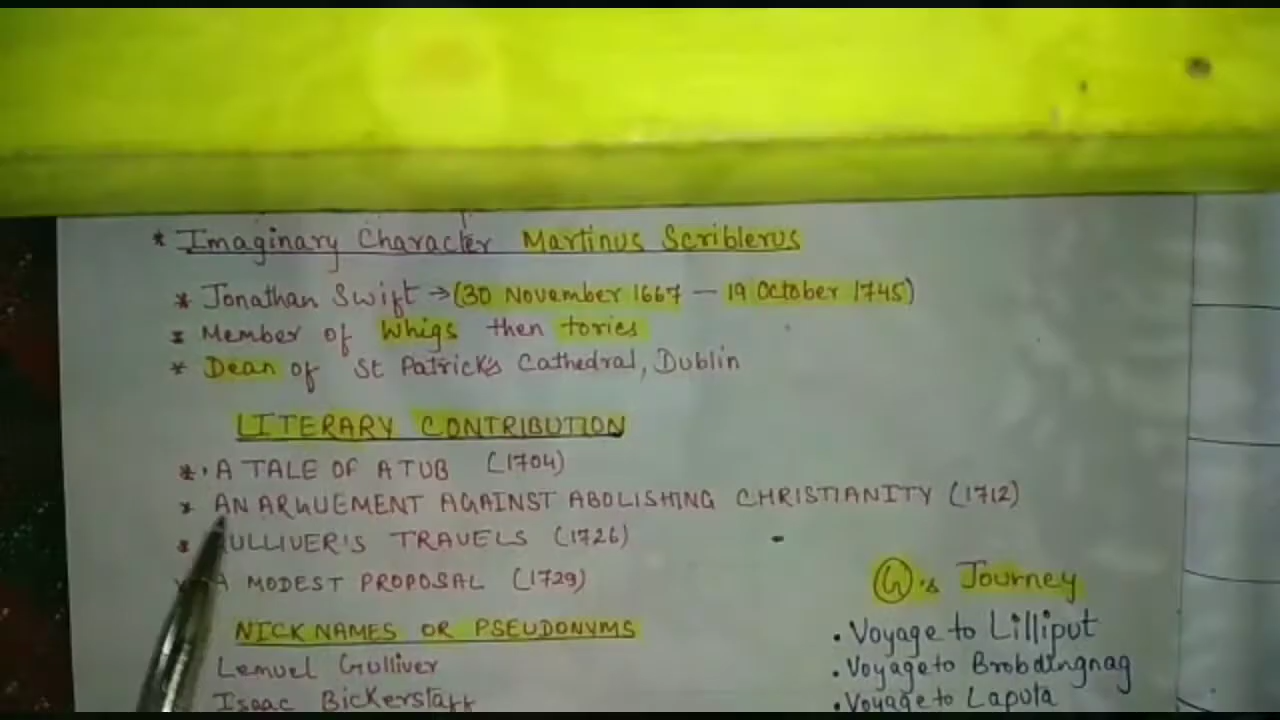 * Imaginary Character Martinus Scriblerus
* Jonathan Swift → (30 November 1667 — 19 October 1745)
* Member of Whigs then tories
* Dean of St Patrick's Cathedral, Dublin
LITERARY CONTRIBUTION
* A TALE OF A TUB (1704)
* AN ARGUEMENT AGAINST ABOLISHING CHRISTIANITY (1712)
* GULLIVER'S TRAVELS (1726)
A MODEST PROPOSAL (1729)
NICK NAMES OR PSEUDONYMS
Lemuel Gulliver
Isaac Bickerstaff
G's Journey
• Voyage to Lilliput
• Voyage to Brobdingnag
• Voyage to Lapula